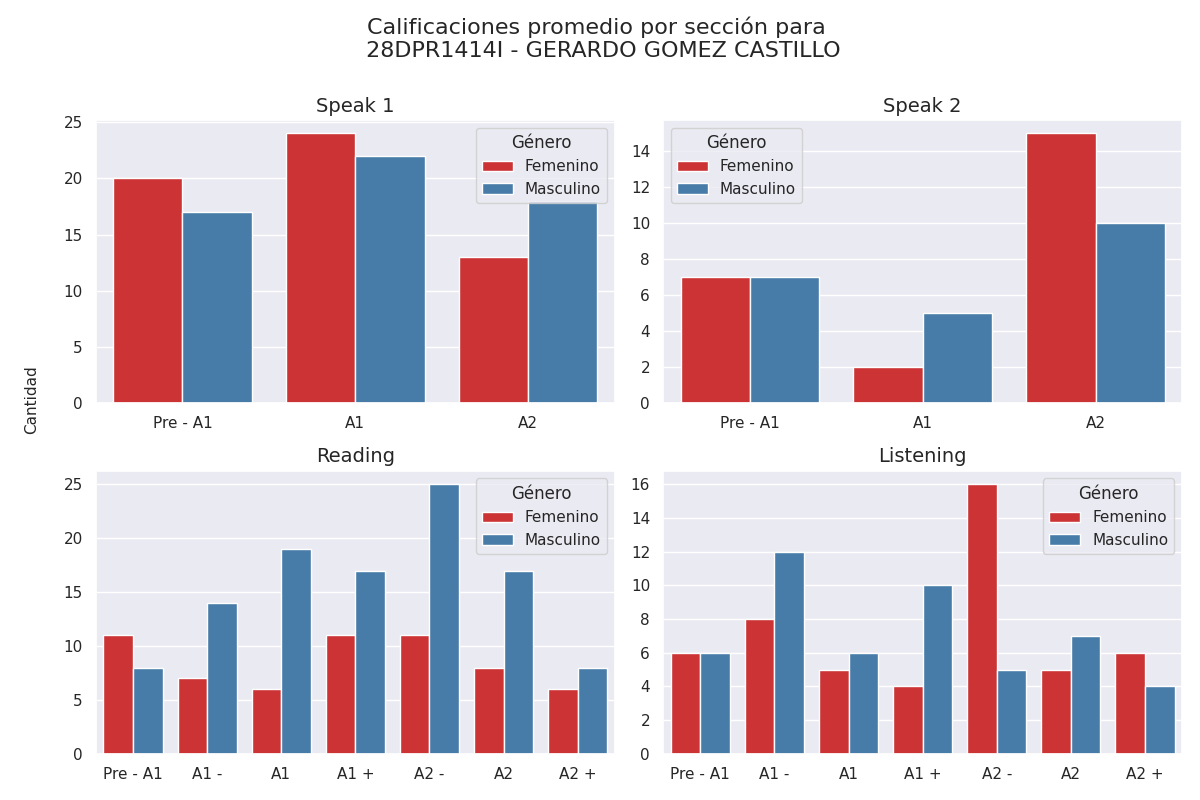 Calificaciones promedio por sección para
28DPR1414I - GERARDO GOMEZ CASTILLO
Cantidad
Speak 1
25
20
15
10
5
0
Género
Femenino
Masculino
Pre - A1 A1 A2
Speak 2
14
12
10
8
6
4
2
0
Género
Femenino
Masculino
Pre - A1 A1 A2
Reading
25
20
15
10
5
0
Género
Femenino
Masculino
Pre - A1 A1 - A1 A1 + A2 - A2 A2 +
Listening
16
14
12
10
8
6
4
2
0
Género
Femenino
Masculino
Pre - A1 A1 - A1 A1 + A2 - A2 A2 +